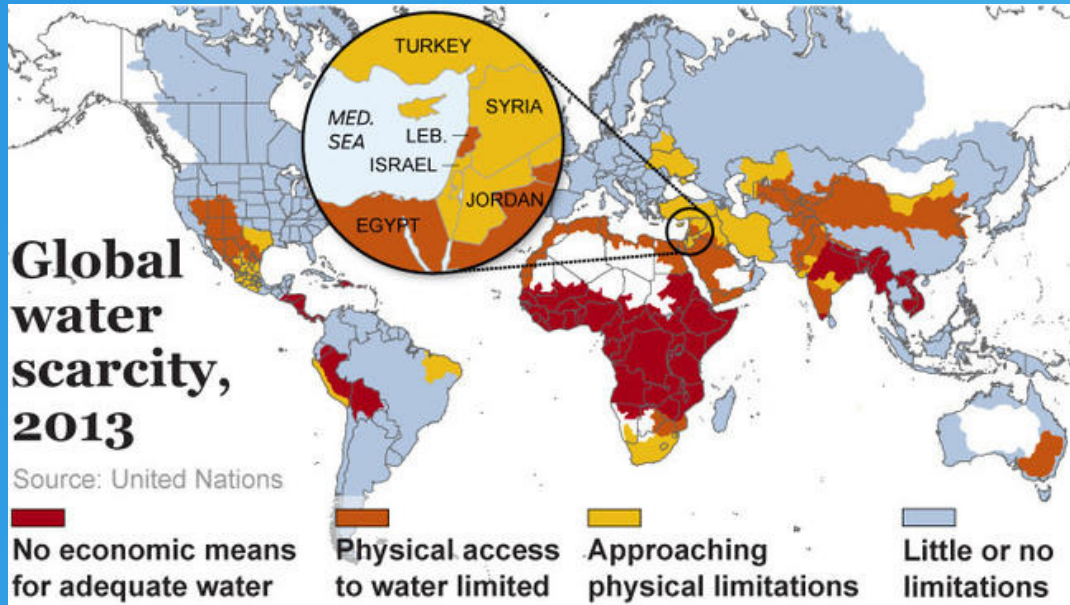 TURKEY
MED.
SEA
SYRIA
LEB.
ISRAEL
JORDAN
EGYPT
Global
water
scarcity,
2013
Source: United Nations
No economic means
for adequate water
Physical access
to water limited
Approaching
physical limitations
Little or no
limitations